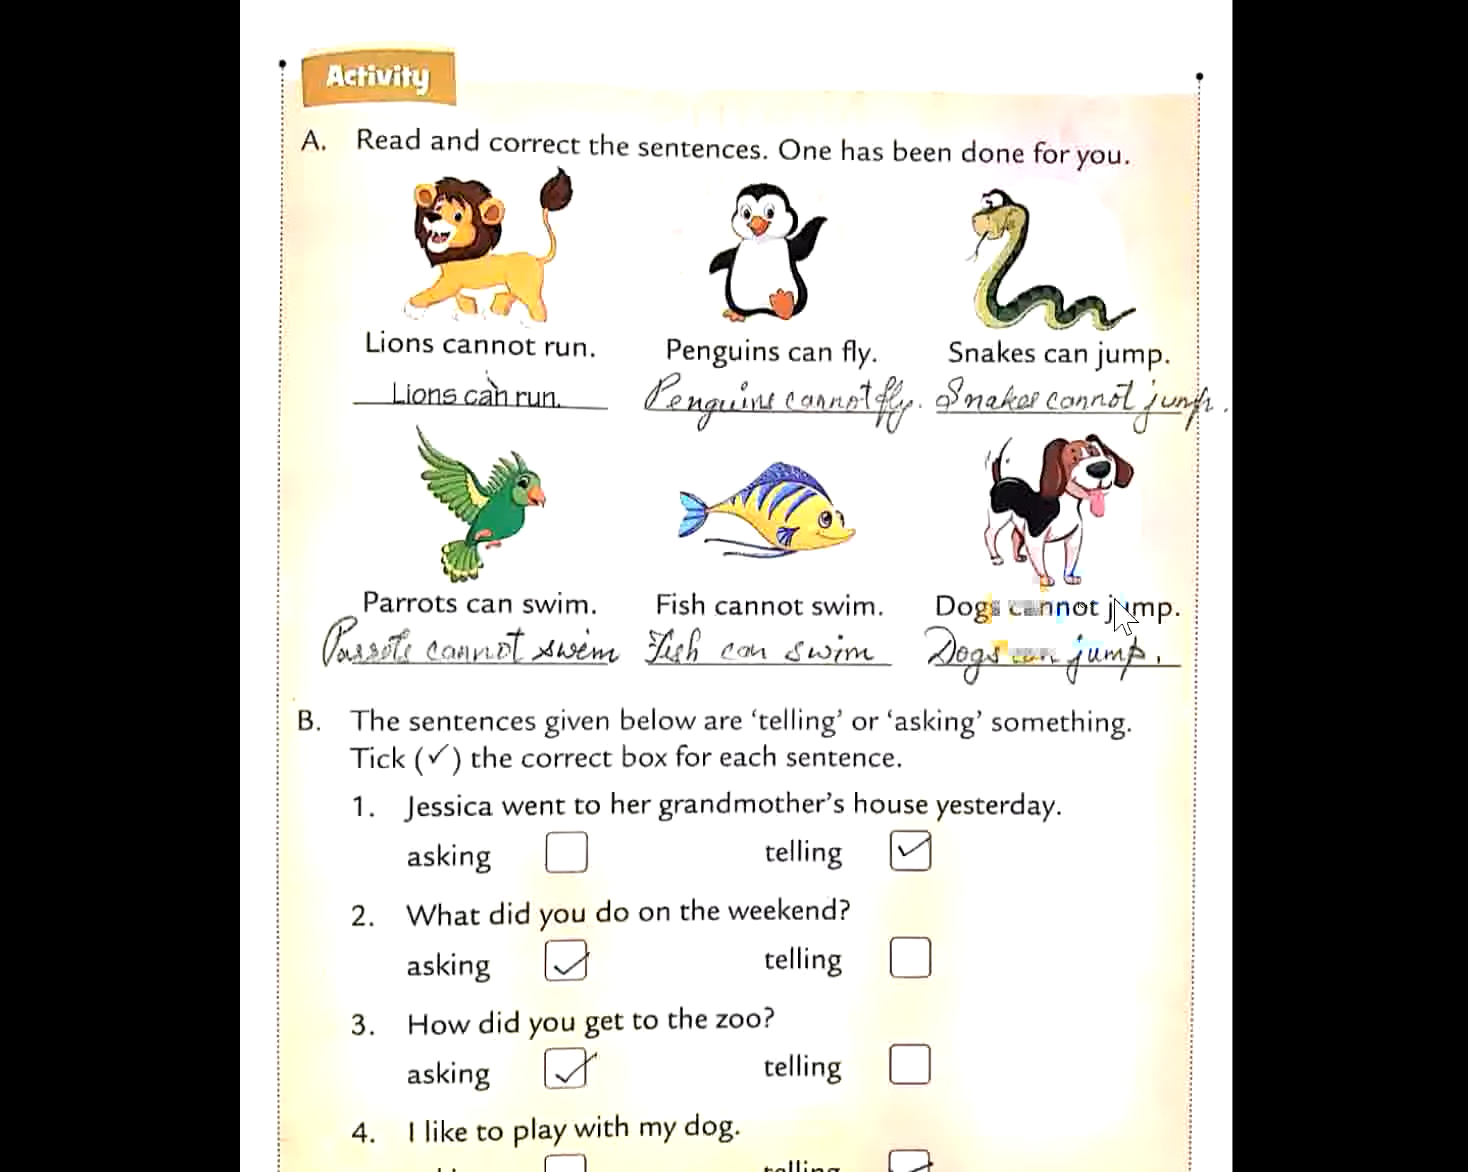 Activity
A. Read and correct the sentences. One has been done for you.
Lions cannot run. Penguins can fly. Snakes can jump.
Lions can run. Penguins cannot fly. Snakes cannot jump.
Parrots can swim. Fish cannot swim. Dogs cannot jump.
Parrots cannot swim Fish can swim Dogs can jump.
B. The sentences given below are ‘telling’ or ‘asking’ something.
Tick (✓) the correct box for each sentence.
1. Jessica went to her grandmother’s house yesterday.
asking telling ✓
2. What did you do on the weekend?
asking ✓ telling
3. How did you get to the zoo?
asking ✓ telling
4. I like to play with my dog.
telling